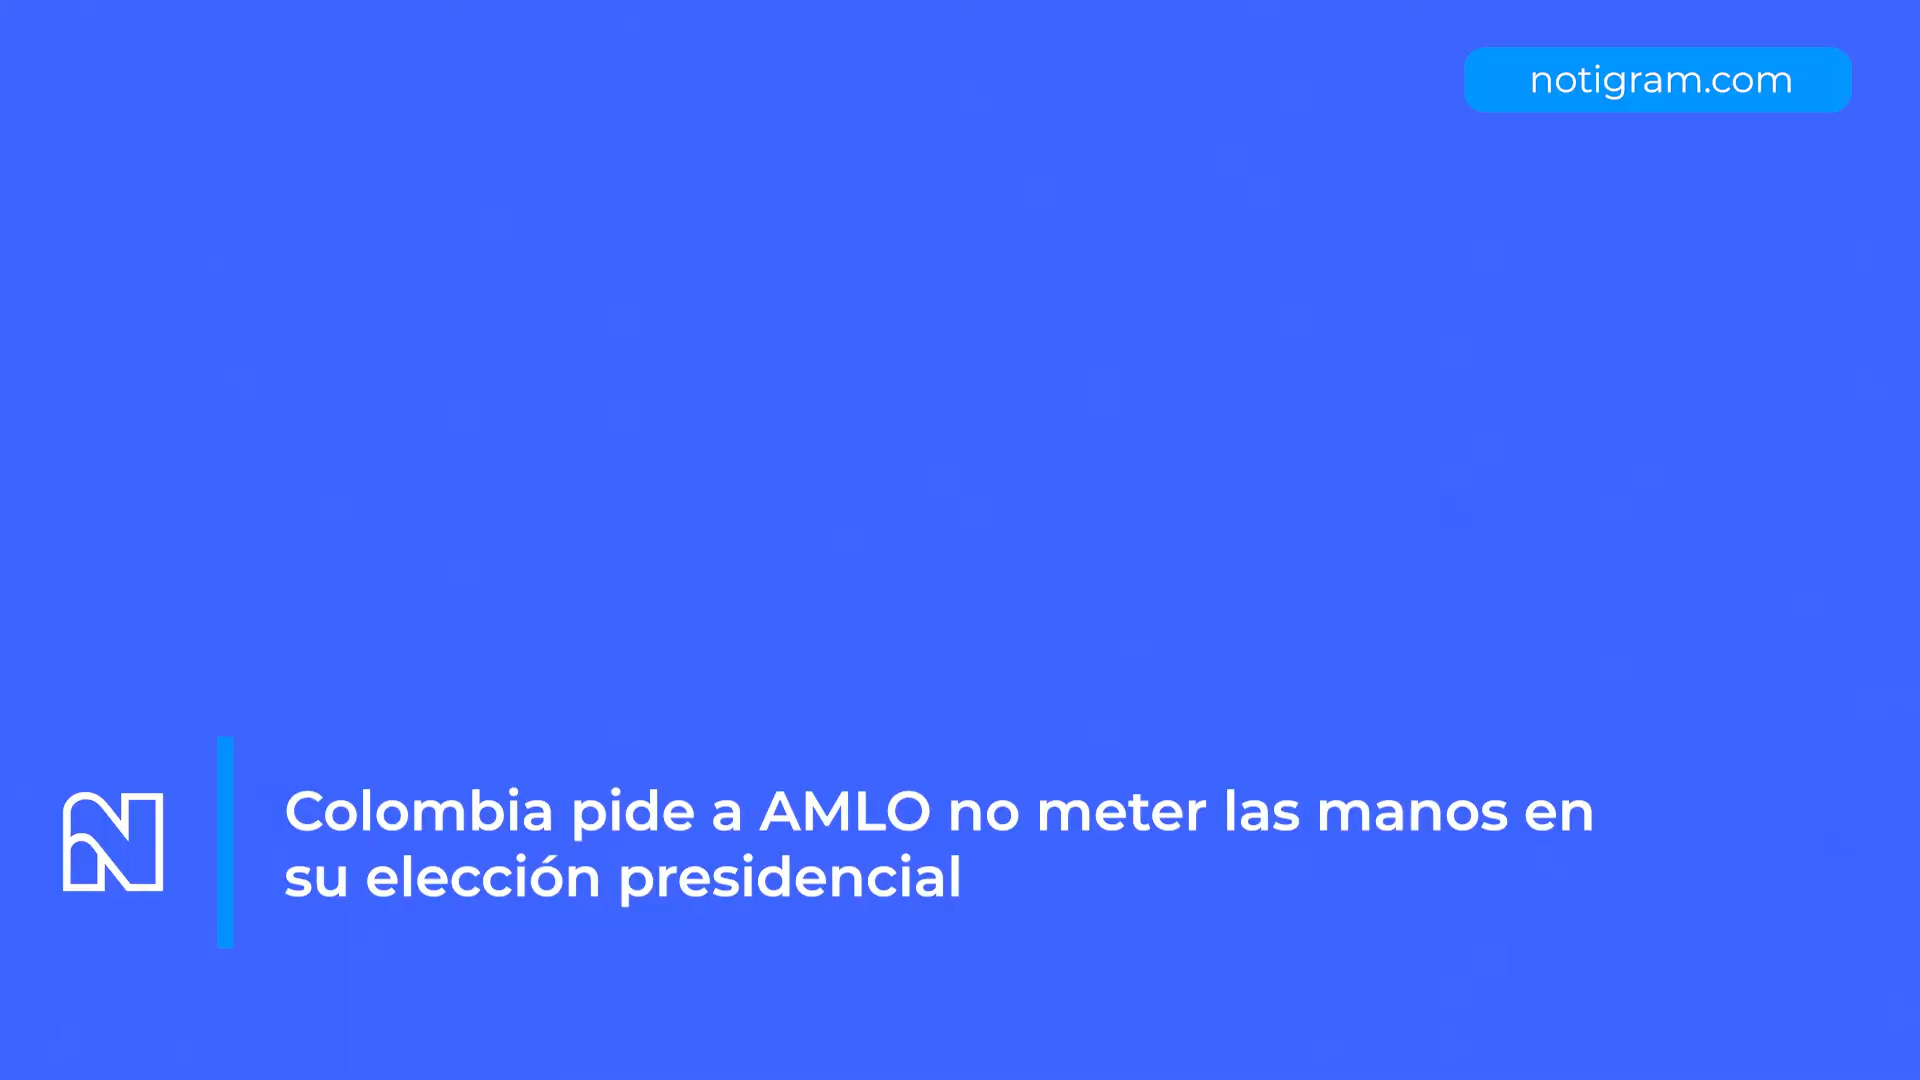 notigram.com
Colombia pide a AMLO no meter las manos en
su elección presidencial